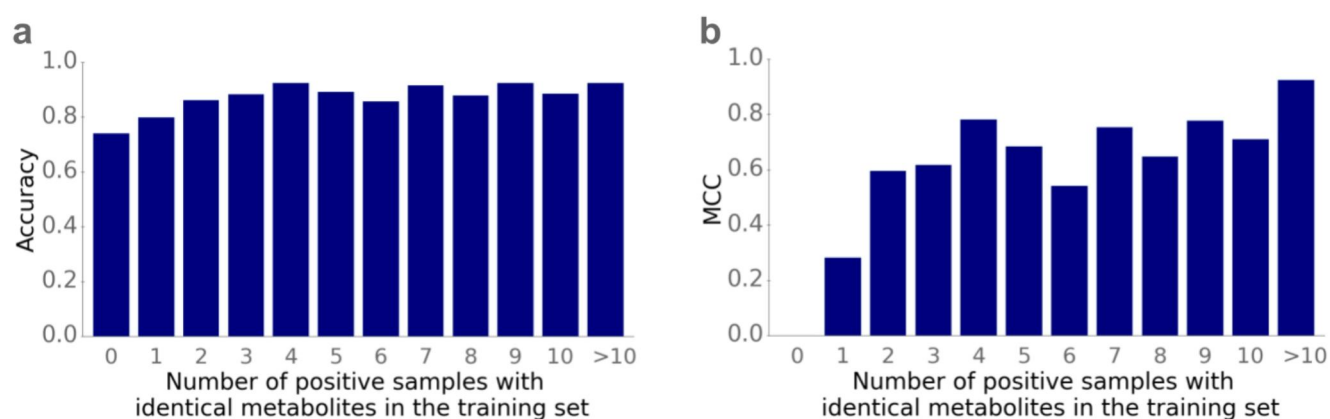 a
1.0
0.8
0.6
0.4
0.2
0.0
Accuracy
0 1 2 3 4 5 6 7 8 9 10 >10
Number of positive samples with
identical metabolites in the training set
b
1.0
0.8
0.6
0.4
0.2
0.0
MCC
0 1 2 3 4 5 6 7 8 9 10 >10
Number of positive samples with
identical metabolites in the training set